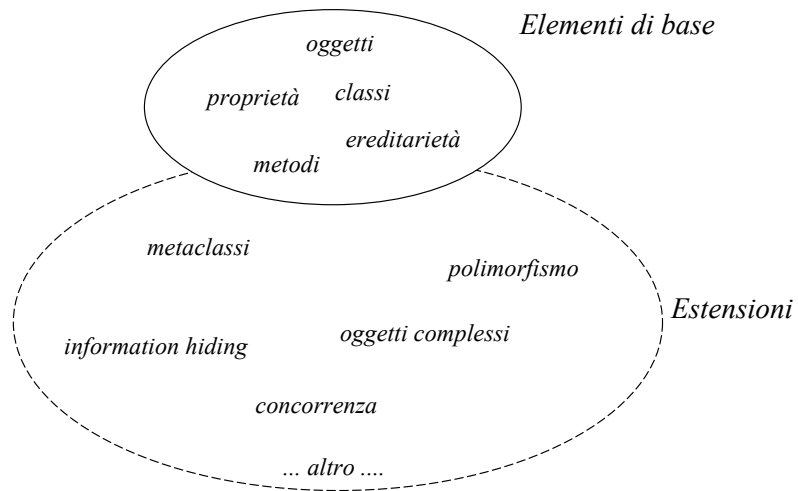 Elementi di base
oggetti
proprietà
classi
ereditarietà
metodi
metaclassi
polimorfismo
Estensioni
information hiding
oggetti complessi
concorrenza
... altro ....